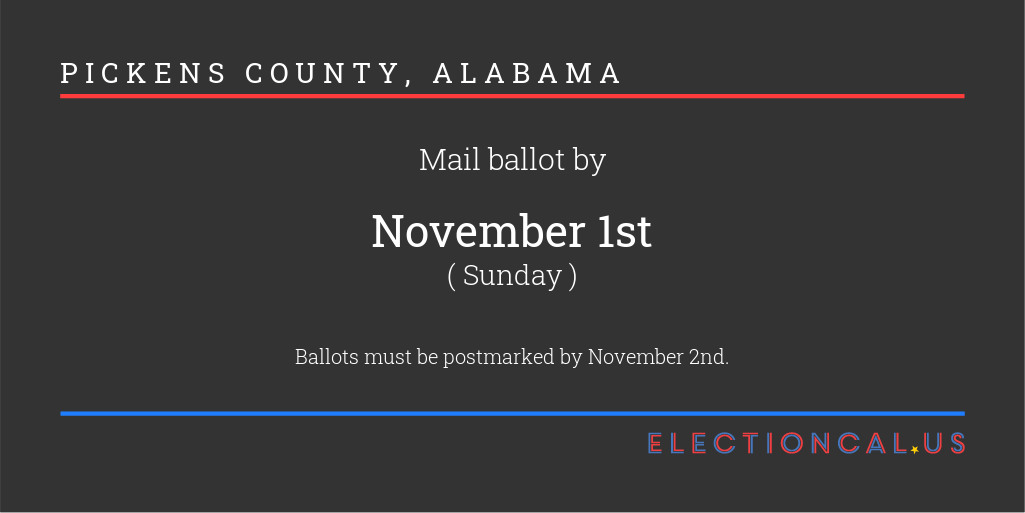 PICKENS COUNTY, ALABAMA
Mail ballot by
November 1st
( Sunday )
Ballots must be postmarked by November 2nd.
ELECTIONCAL.US